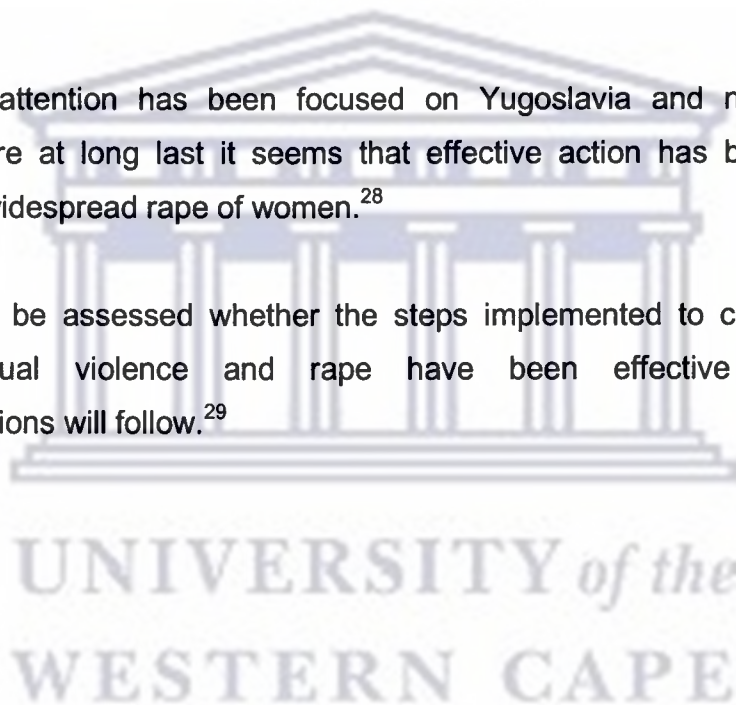 attention has been focused on Yugoslavia and
re at long last it seems that effective action has
widespread rape of women.28
be assessed whether the steps implemented to
ual violence and rape have been effective
ions will follow.29
UNIVERSITY of the
WESTERN CAPE